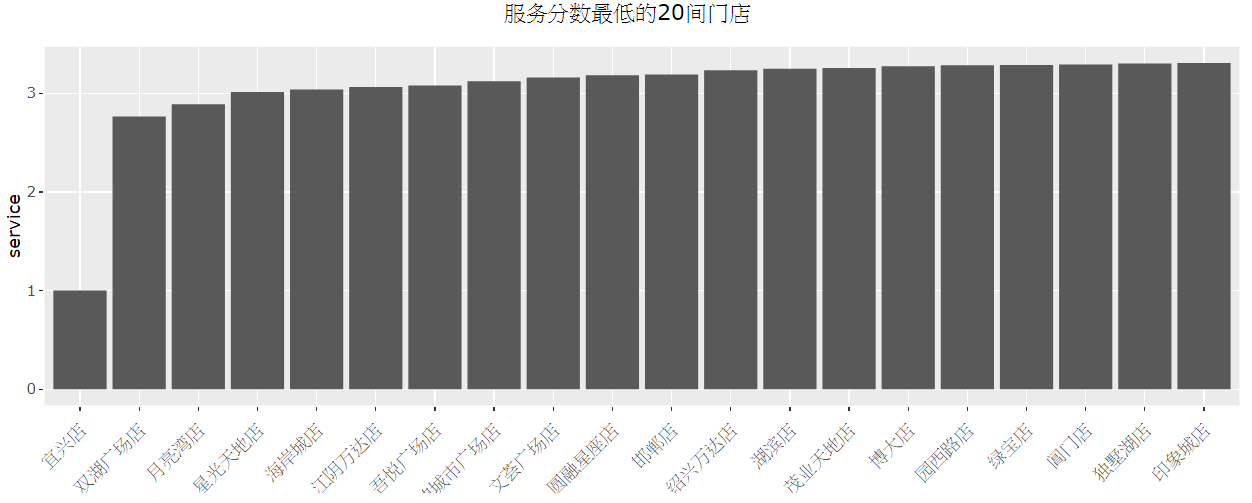 服务分数最低的20间门店
service
3
2
1
0
宜兴店
双湖广场店
月亮湾店
星光天地店
海岸城店
江阴万达店
吾悦广场店
城市广场店
文荟广场店
圆融星座店
邯郸店
绍兴万达店
湖滨店
茂业天地店
博大店
园西路店
绿宝店
阊门店
独墅湖店
印象城店